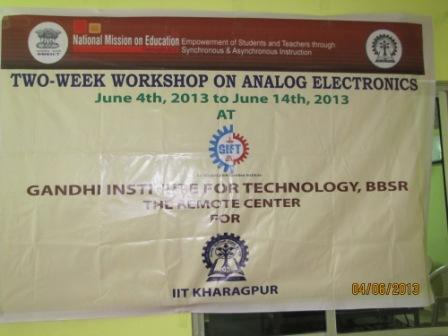 National Mission on Education Empowerment of Students and Teachers through
Synchronous & Asynchronous Instruction
TWO-WEEK WORKSHOP ON ANALOG ELECTRONICS
June 4th, 2013 to June 14th, 2013
AT
GIFT
GANDHI INSTITUTE FOR TECHNOLOGY, BBSR
THE REMOTE CENTER
FOR
IIT KHARAGPUR
04/06/2013